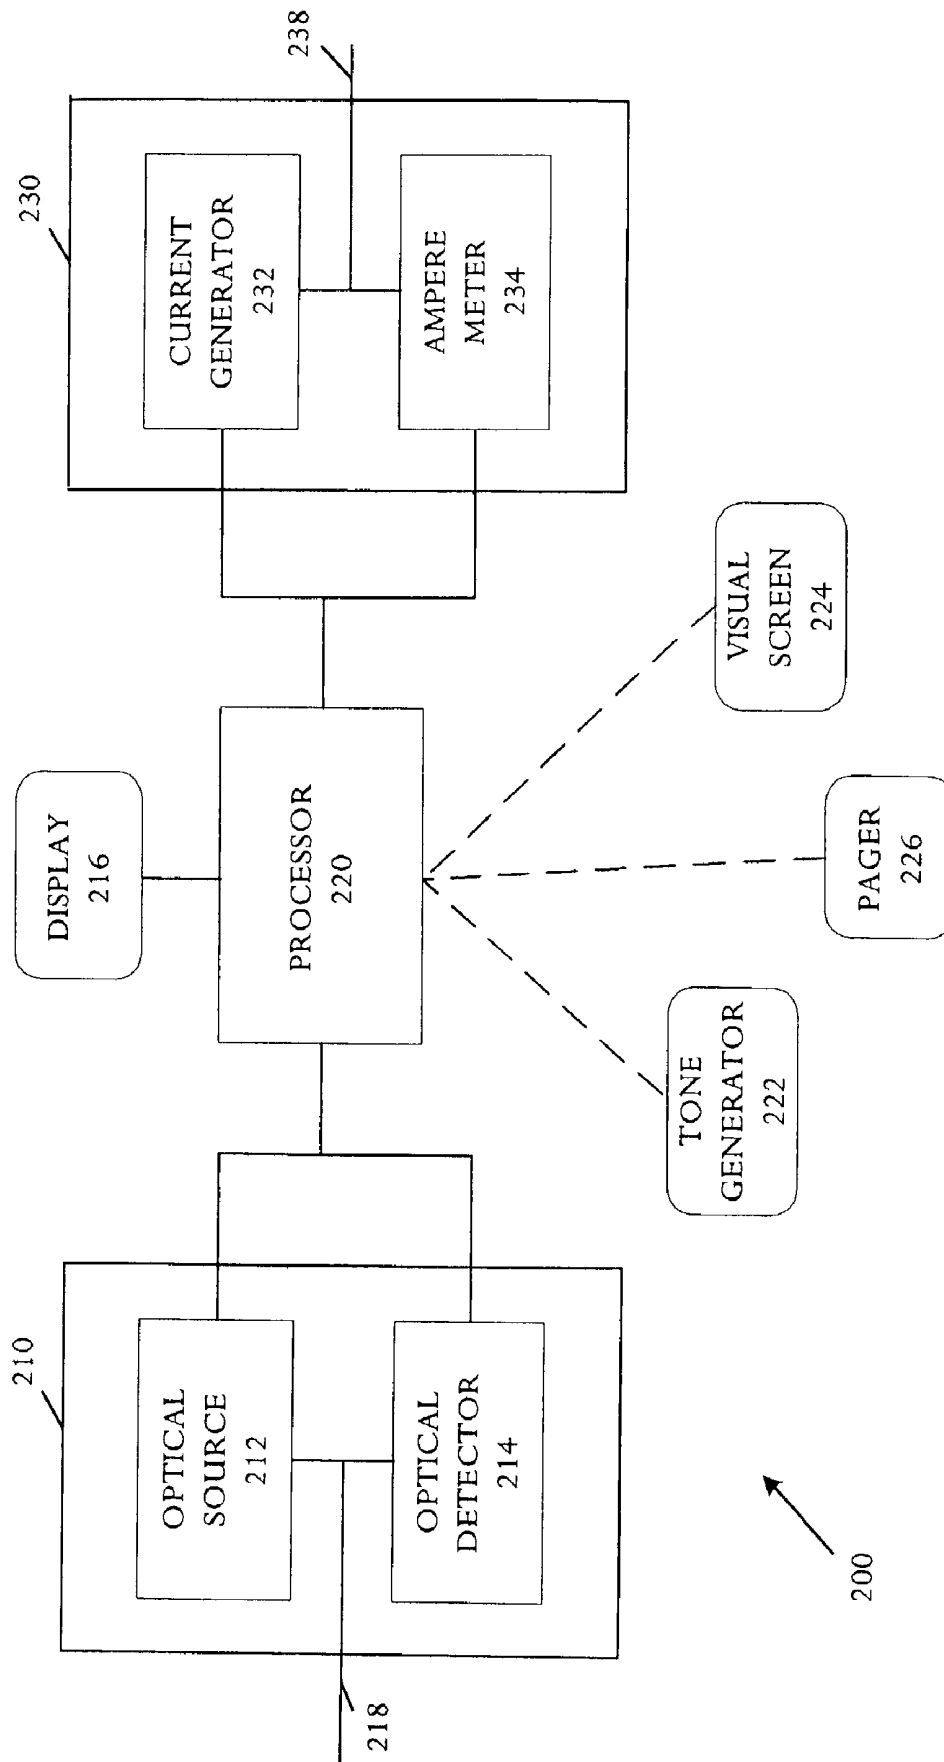 210
OPTICAL
SOURCE
212
OPTICAL
DETECTOR
214
218
DISPLAY
216
PROCESSOR
220
230
CURRENT
GENERATOR
232
AMPERE
METER
234
238
TONE
GENERATOR
222
PAGER
226
VISUAL
SCREEN
224
200